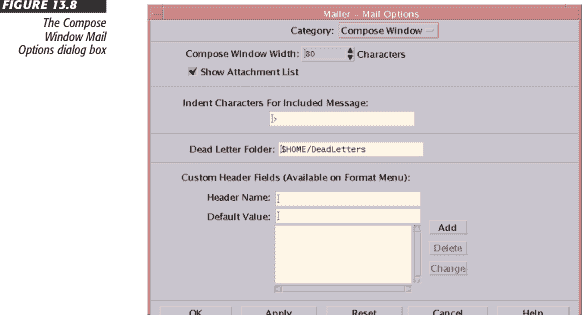 FIGURE 13.8
The Compose
Window Mail
Options dialog box
Mailer - Mail Options
Category: Compose Window
Compose Window Width: 80 Characters
Show Attachment List
Indent Characters For Included Message:
>
Dead Letter Folder: $HOME/DeadLetters
Custom Header Fields (Available on Format Menu):
Header Name:
Default Value:
Add
Delete
Change
OK Apply Reset Cancel Help